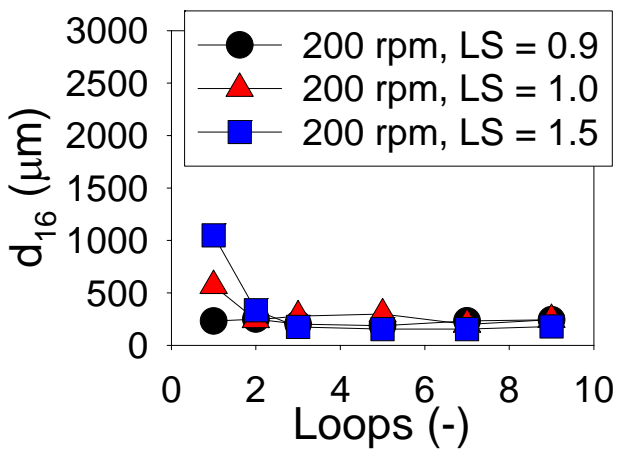 3000
2500
2000
1500
1000
500
0
d16 (μm)
200 rpm, LS = 0.9
200 rpm, LS = 1.0
200 rpm, LS = 1.5
0 2 4 6 8 10
Loops (-)